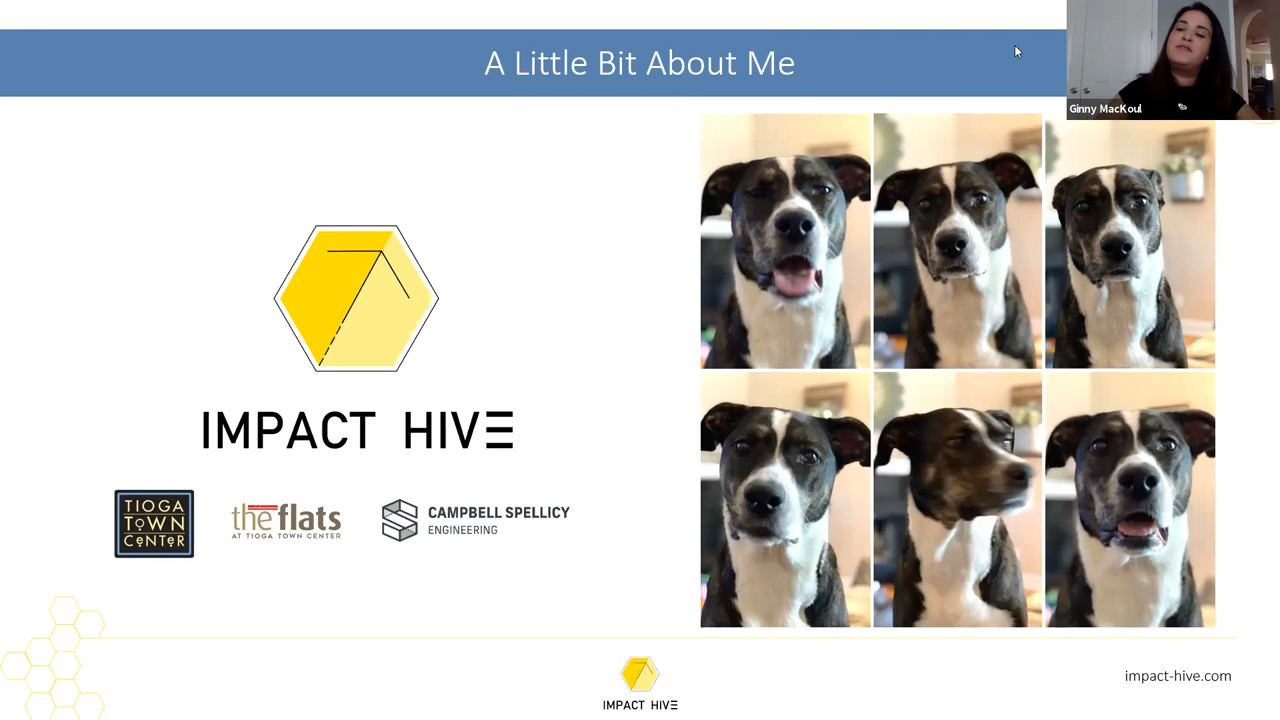 A Little Bit About Me
Ginny MacKoul
IMPACT HIVE
TIOGA
TOWN
CENTER
the flats
AT TIOGA TOWN CENTER
CAMPBELL SPELLICY
ENGINEERING
IMPACT HIVE
impact-hive.com